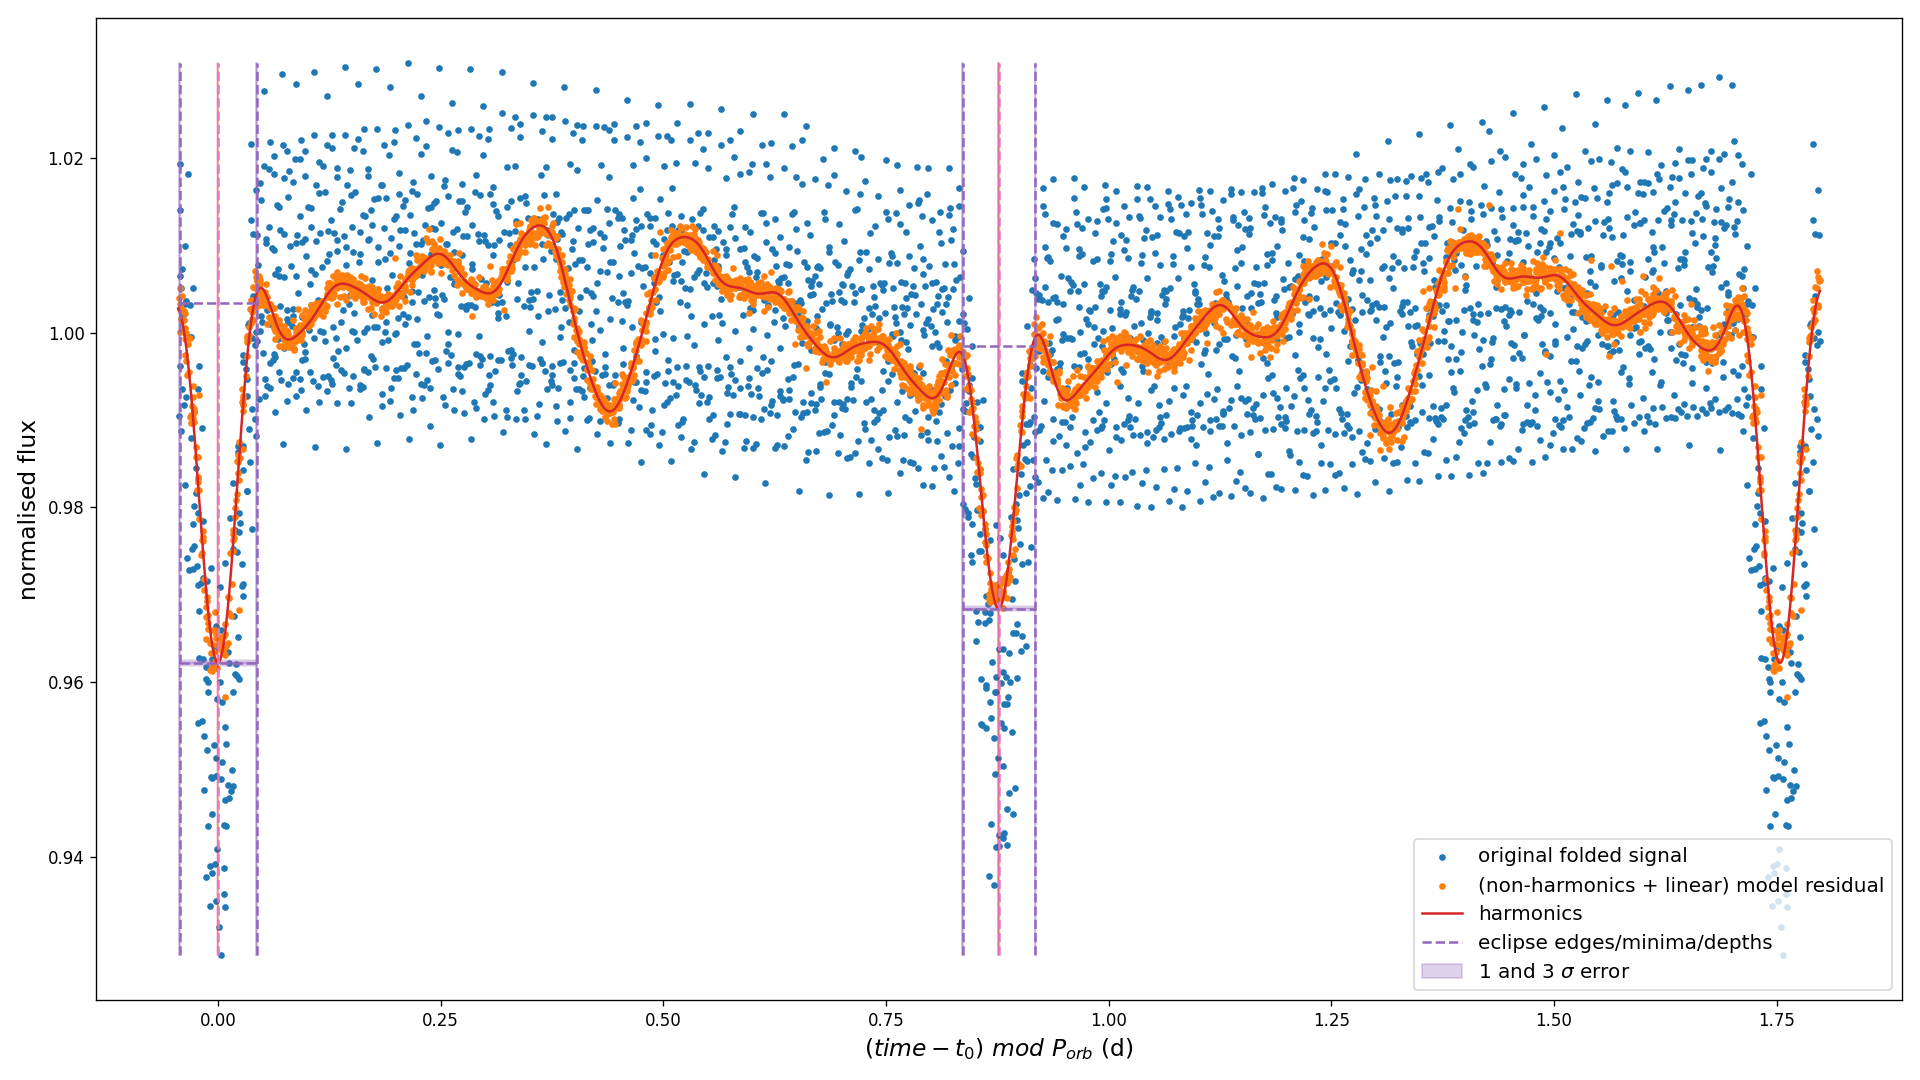 normalised flux
1.02
1.00
0.98
0.96
0.94
0.00 0.25 0.50 0.75 1.00 1.25 1.50 1.75
(time − t₀) mod P_orb (d)
original folded signal
(non-harmonics + linear) model residual
harmonics
eclipse edges/minima/depths
1 and 3 σ error